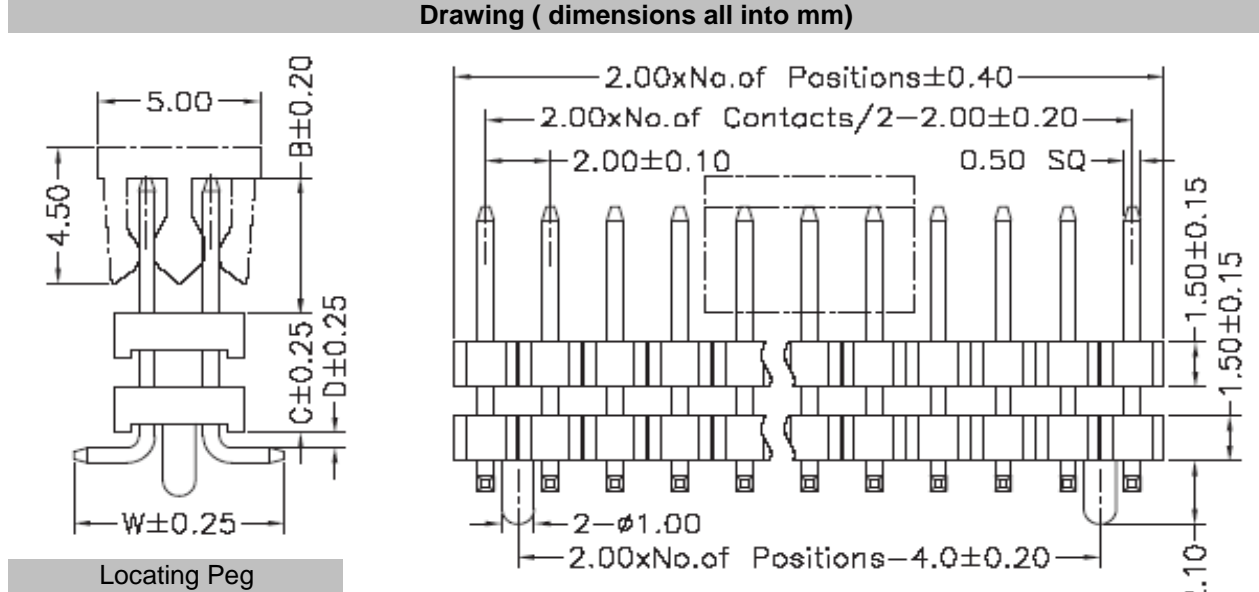 Drawing ( dimensions all into mm)
5.00
B±0.20
4.50
C±0.25
D±0.25
W±0.25
Locating Peg
2.00xNo.of Positions±0.40
2.00xNo.of Contacts/2-2.00±0.20
2.00±0.10
0.50 SQ
1.50±0.15
1.50±0.15
2-ø1.00
2.00xNo.of Positions-4.0±0.20
.10